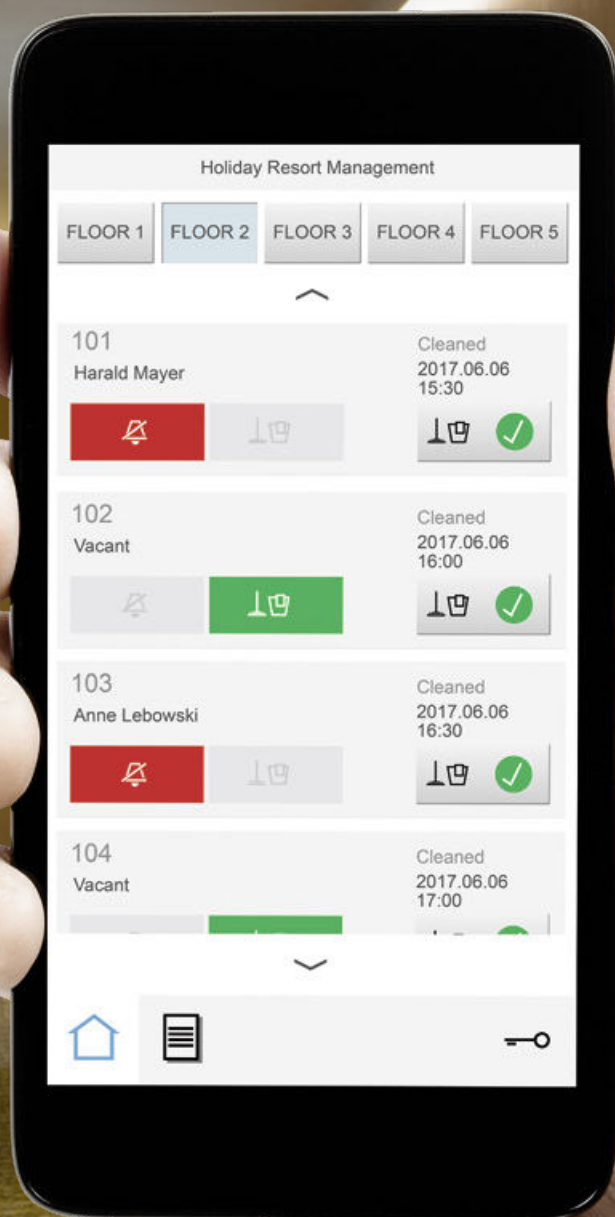 Holiday Resort Management
FLOOR 1 FLOOR 2 FLOOR 3 FLOOR 4 FLOOR 5
101
Harald Mayer
Cleaned
2017.06.06
15:30
102
Vacant
Cleaned
2017.06.06
16:00
103
Anne Lebowski
Cleaned
2017.06.06
16:30
104
Vacant
Cleaned
2017.06.06
17:00